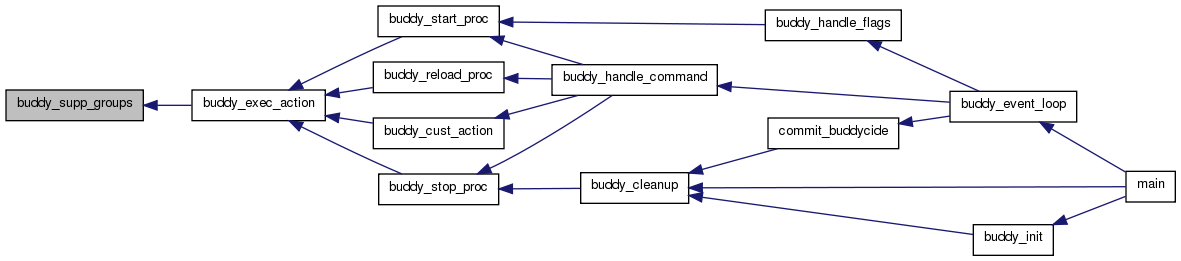 buddy_supp_groups
buddy_exec_action
buddy_start_proc
buddy_reload_proc
buddy_cust_action
buddy_stop_proc
buddy_handle_command
buddy_cleanup
buddy_handle_flags
commit_buddycide
buddy_event_loop
buddy_init
main